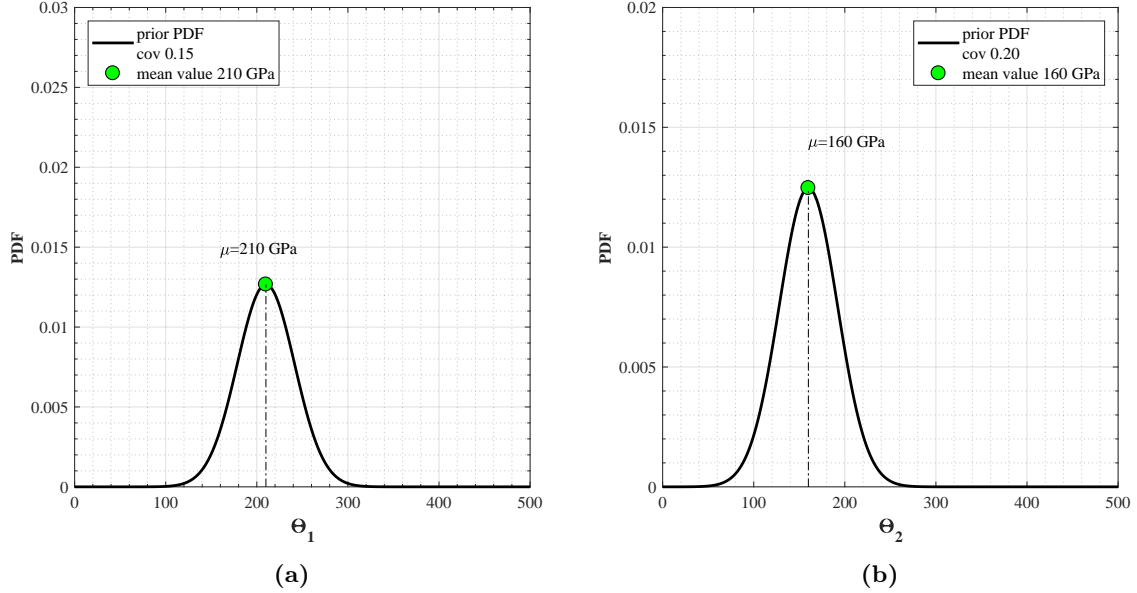 prior PDF
cov 0.15
mean value 210 GPa
μ=210 GPa
0.03
0.025
0.02
0.015
0.01
0.005
0
PDF
0 100 200 300 400 500
Θ1
(a)
prior PDF
cov 0.20
mean value 160 GPa
μ=160 GPa
0.02
0.015
0.01
0.005
0
PDF
0 100 200 300 400 500
Θ2
(b)